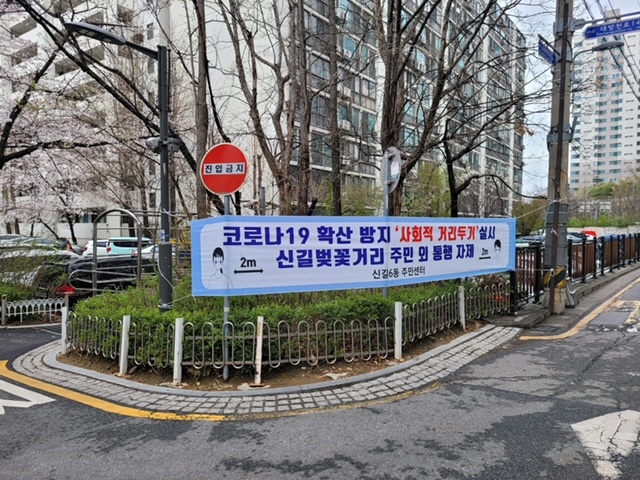 진입금지
코로나19 확산 방지 '사회적 거리두기' 실시
2m
신길벚꽃거리 주민 외 통행 자제
2m
신길6동 주민센터